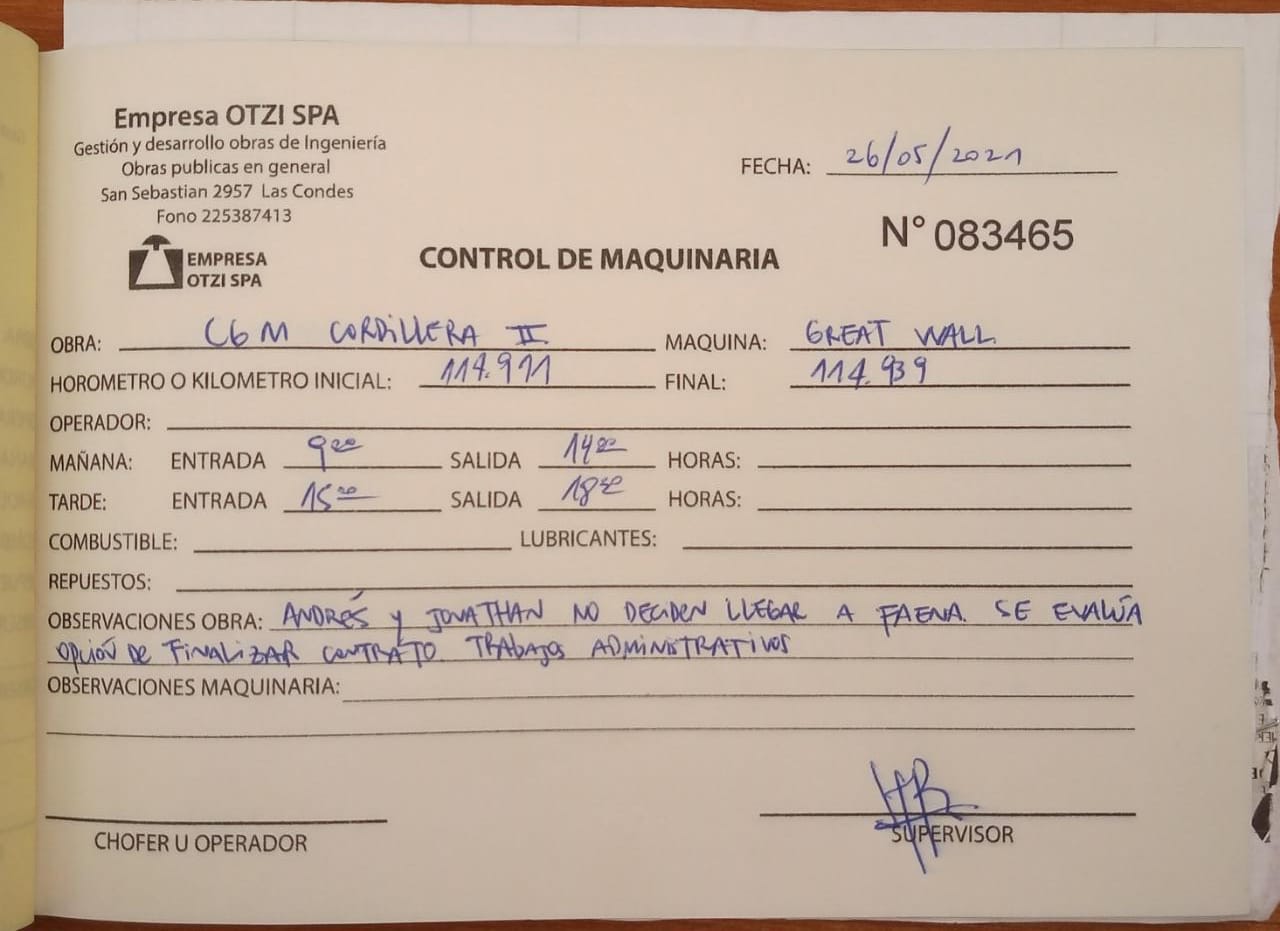 Empresa OTZI SPA
Gestión y desarrollo obras de Ingeniería
Obras publicas en general
San Sebastian 2957 Las Condes
Fono 225387413
EMPRESA
OTZI SPA
FECHA: 26/05/2021
N° 083465
CONTROL DE MAQUINARIA
OBRA: CGM CORDILLERA II MAQUINA: GREAT WALL
HOROMETRO O KILOMETRO INICIAL: 114.911 FINAL: 114.939
OPERADOR:
MAÑANA: ENTRADA 9:00 SALIDA 14:00 HORAS:
TARDE: ENTRADA 15:00 SALIDA HORAS:
COMBUSTIBLE: LUBRICANTES:
REPUESTOS:
OBSERVACIONES OBRA: ANDRÉS y JONATHAN NO DECIDEN LLEGAR A FAENA. SE EVALÚA
OPCIÓN DE FINALIZAR CONTRATO. TRABAJOS ADMINISTRATIVOS
OBSERVACIONES MAQUINARIA:
CHOFER U OPERADOR
SUPERVISOR